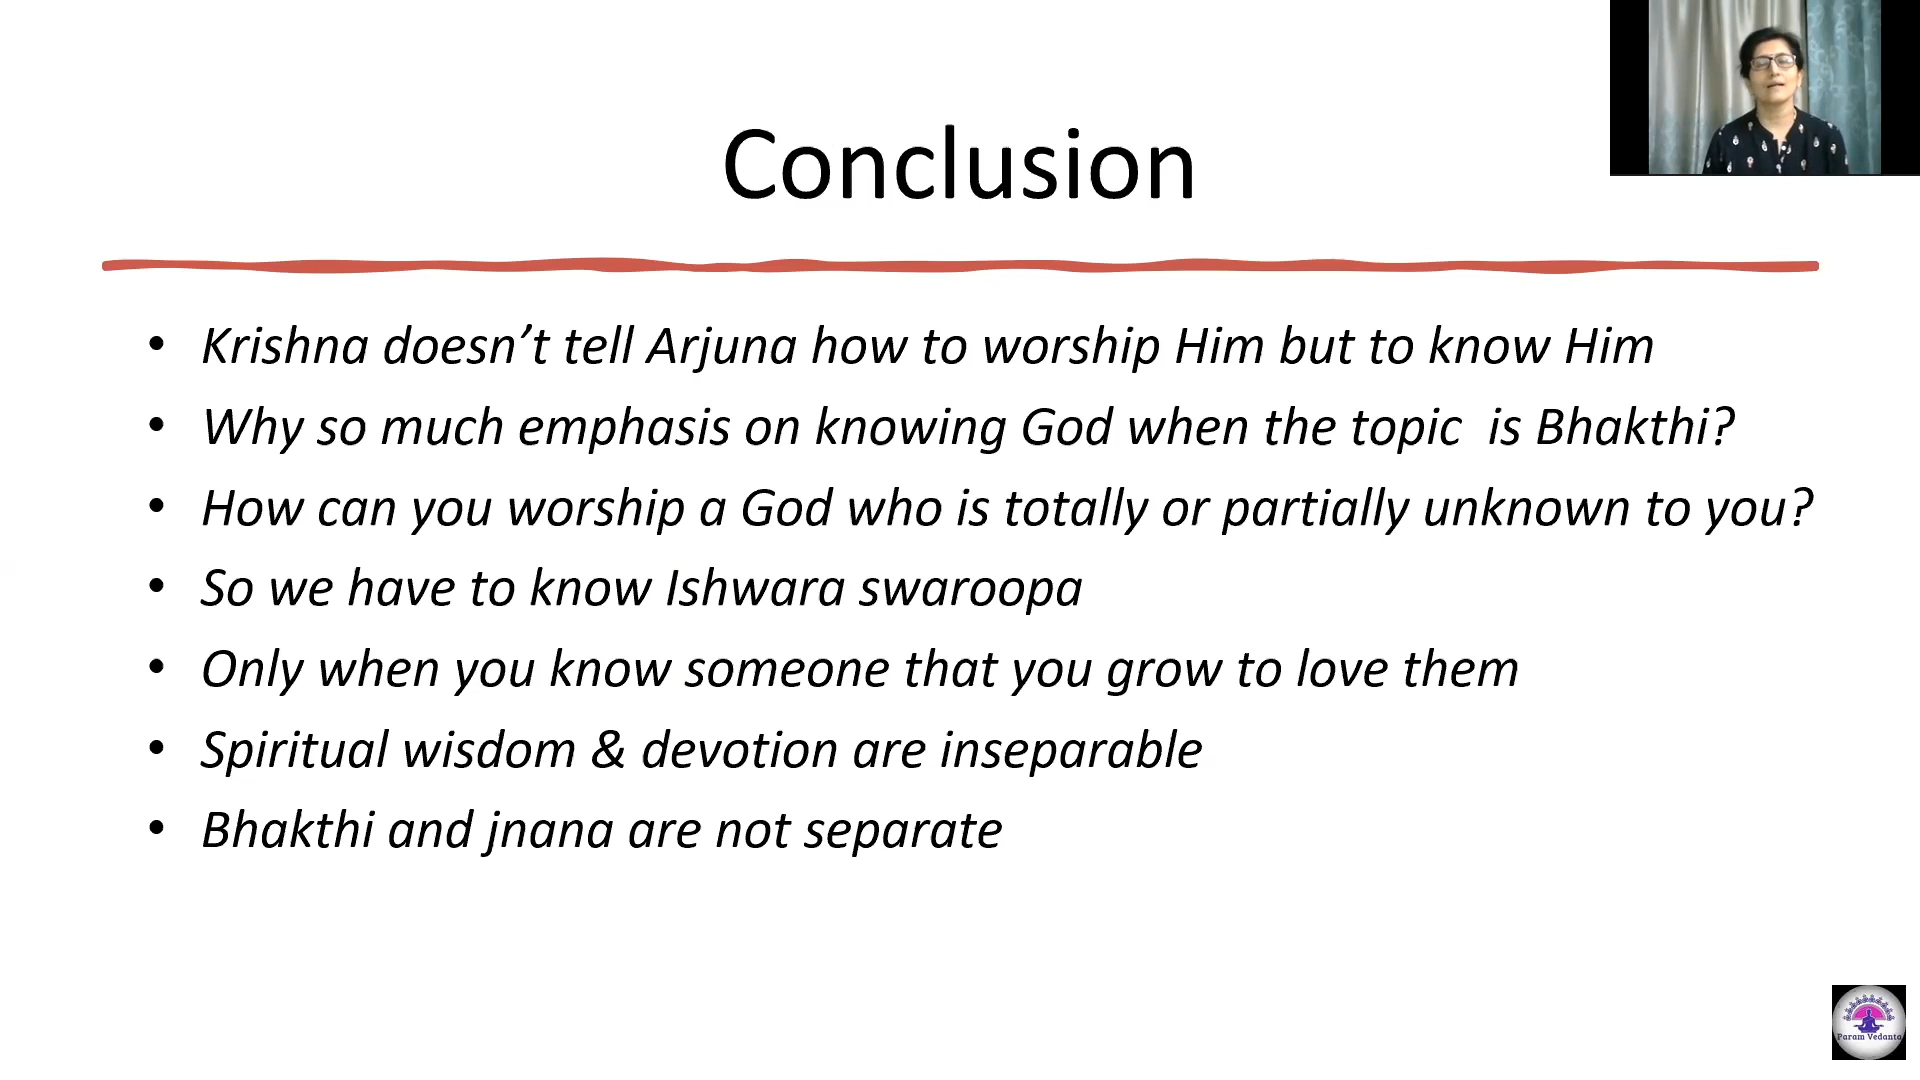 Conclusion
• Krishna doesn’t tell Arjuna how to worship Him but to know Him
• Why so much emphasis on knowing God when the topic  is Bhakthi?
• How can you worship a God who is totally or partially unknown to you?
• So we have to know Ishwara swaroopa
• Only when you know someone that you grow to love them
• Spiritual wisdom & devotion are inseparable
• Bhakthi and jnana are not separate
Param Vedanta